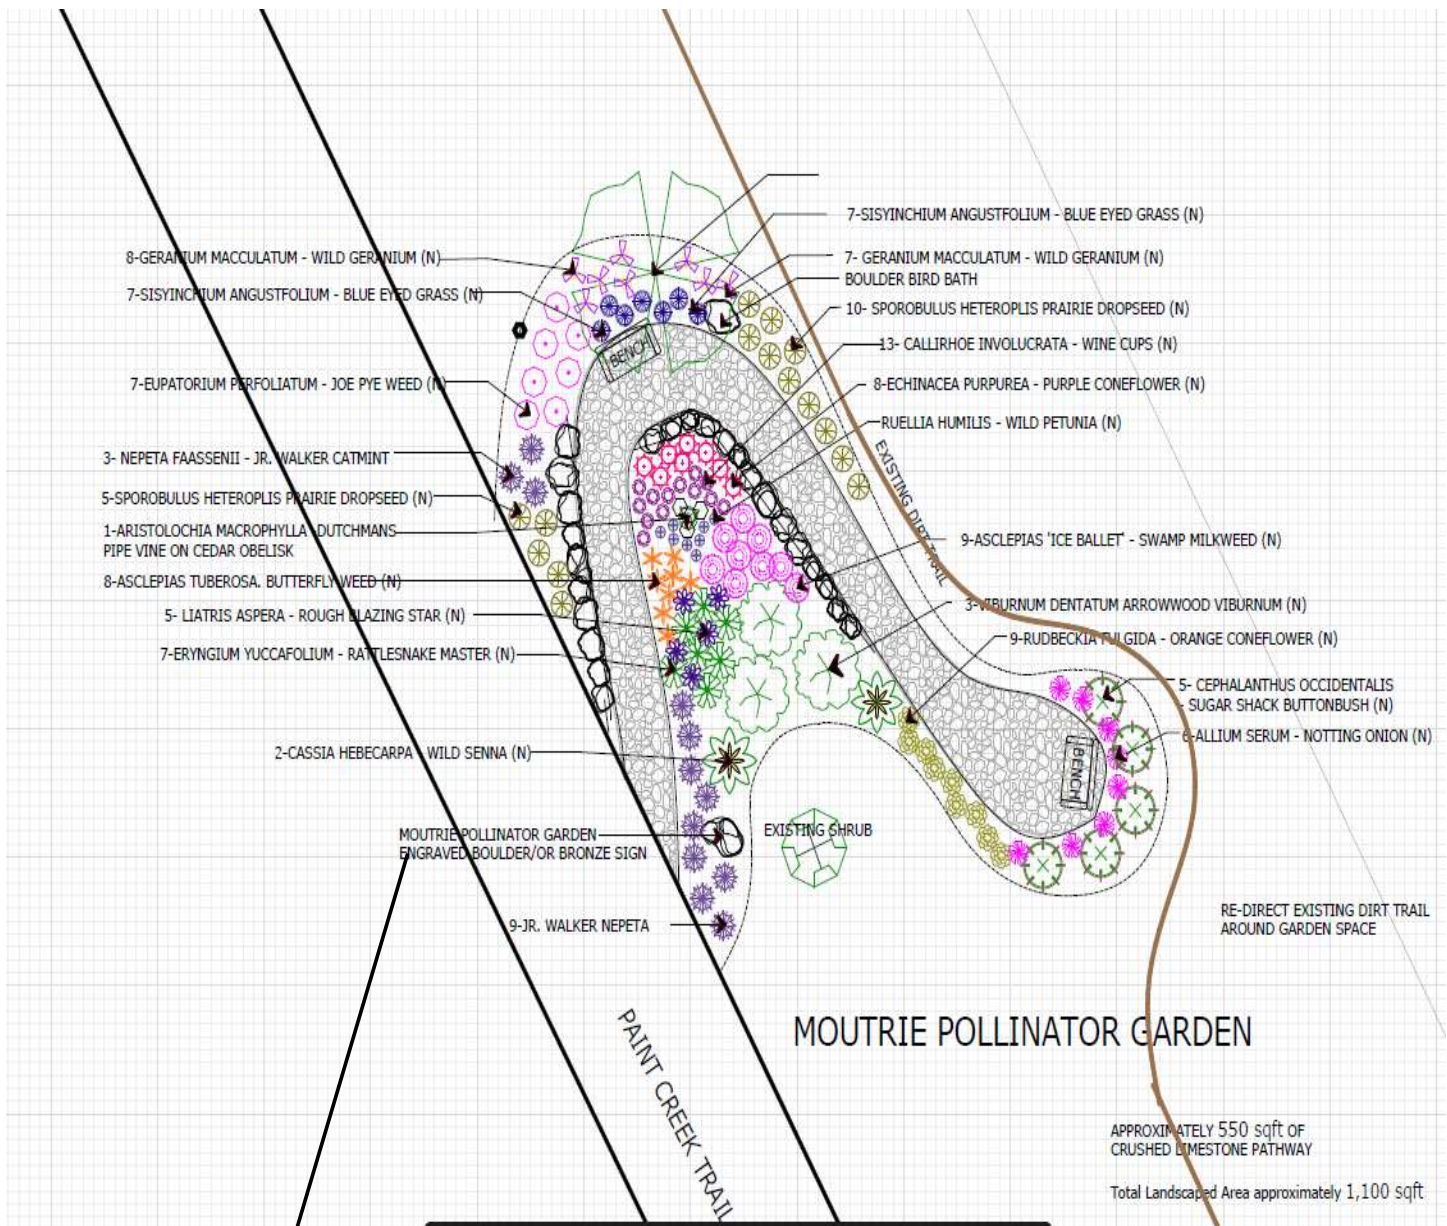 7-SISYINCHIUM ANGUSTFOLIUM - BLUE EYED GRASS (N)
8-GERANIUM MACCULATUM - WILD GERANIUM (N)
7- GERANIUM MACCULATUM - WILD GERANIUM (N)
BOULDER BIRD BATH
7-SISYINCHIUM ANGUSTFOLIUM - BLUE EYED GRASS (N)
10- SPOROBULUS HETEROPLIS PRAIRIE DROPSEED (N)
13- CALLIRHOE INVOLUCRATA - WINE CUPS (N)
BENCH
7-EUPATORIUM PERFOLIATUM - JOE PYE WEED (N)
8-ECHINACEA PURPUREA - PURPLE CONEFLOWER (N)
RUELLIA HUMILIS - WILD PETUNIA (N)
3- NEPETA FAASSENII - JR. WALKER CATMINT
EXISTING DIRT TRAIL
5-SPOROBULUS HETEROPLIS PRAIRIE DROPSEED (N)
1-ARISTOLOCHIA MACROPHYLLA -DUTCHMANS
PIPE VINE ON CEDAR OBELISK
9-ASCLEPIAS 'ICE BALLET' - SWAMP MILKWEED (N)
8-ASCLEPIAS TUBEROSA. BUTTERFLY WEED (N)
3-VIBURNUM DENTATUM ARROWWOOD VIBURNUM (N)
5- LIATRIS ASPERA - ROUGH BLAZING STAR (N)
9-RUDBECKIA FULGIDA - ORANGE CONEFLOWER (N)
7-ERYNGIUM YUCCAFOLIUM - RATTLESNAKE MASTER (N)
5- CEPHALANTHUS OCCIDENTALIS
- SUGAR SHACK BUTTONBUSH (N)
6-ALLIUM SERUM - NOTTING ONION (N)
2-CASSIA HEBECARPA - WILD SENNA (N)
BENCH
MOUTRIE POLLINATOR GARDEN
ENGRAVED BOULDER/OR BRONZE SIGN
EXISTING SHRUB
9-JR. WALKER NEPETA
RE-DIRECT EXISTING DIRT TRAIL
AROUND GARDEN SPACE
MOUTRIE POLLINATOR GARDEN
PAINT CREEK TRAIL
APPROXIMATELY 550 sqft OF
CRUSHED LIMESTONE PATHWAY
Total Landscaped Area approximately 1,100 sqft